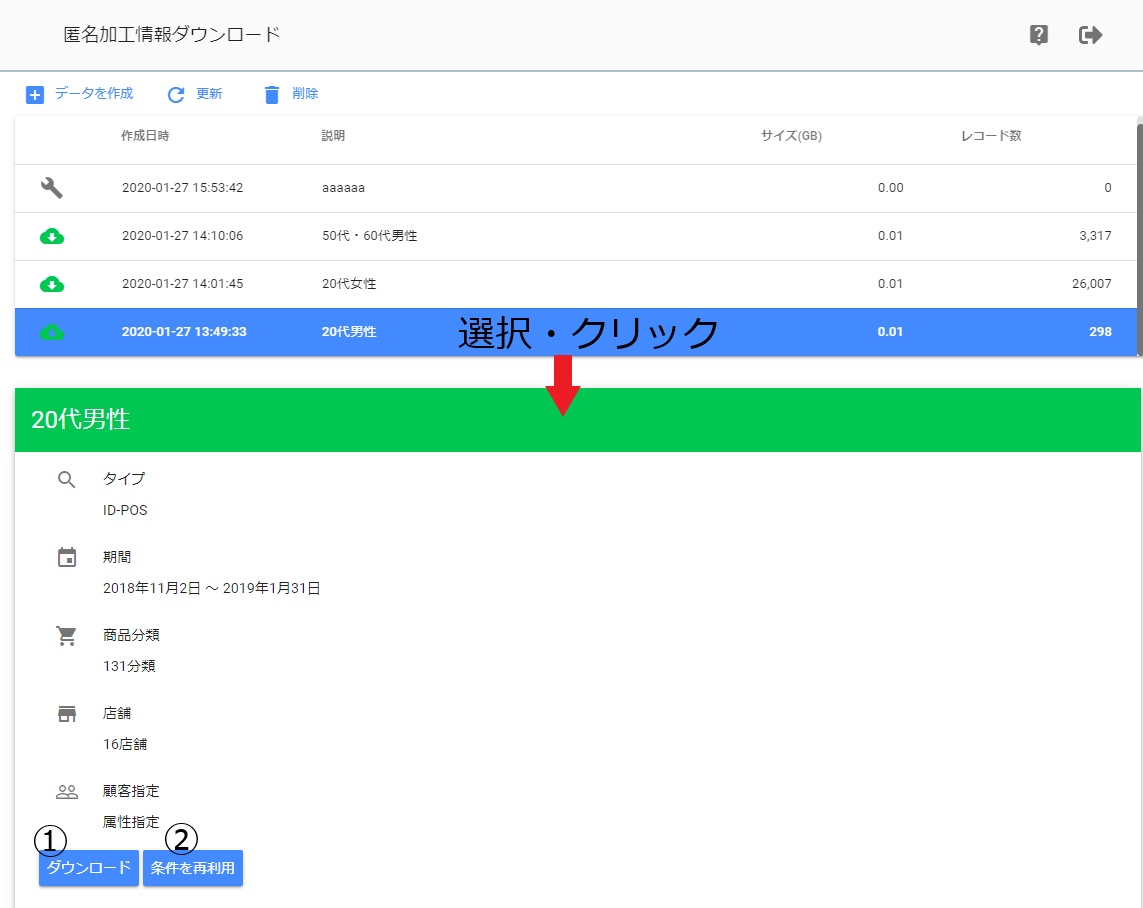 匿名加工情報ダウンロード
データを作成 更新 削除
作成日時 説明 サイズ(GB) レコード数
2020-01-27 15:53:42 aaaaaa 0.00 0
2020-01-27 14:10:06 50代・60代男性 0.01 3,317
2020-01-27 14:01:45 20代女性 0.01 26,007
2020-01-27 13:49:33 20代男性 選択・クリック 0.01 298
20代男性
タイプ
ID-POS
期間
2018年11月2日 ～ 2019年1月31日
商品分類
131分類
店舗
16店舗
顧客指定
属性指定
① ②
ダウンロード 条件を再利用